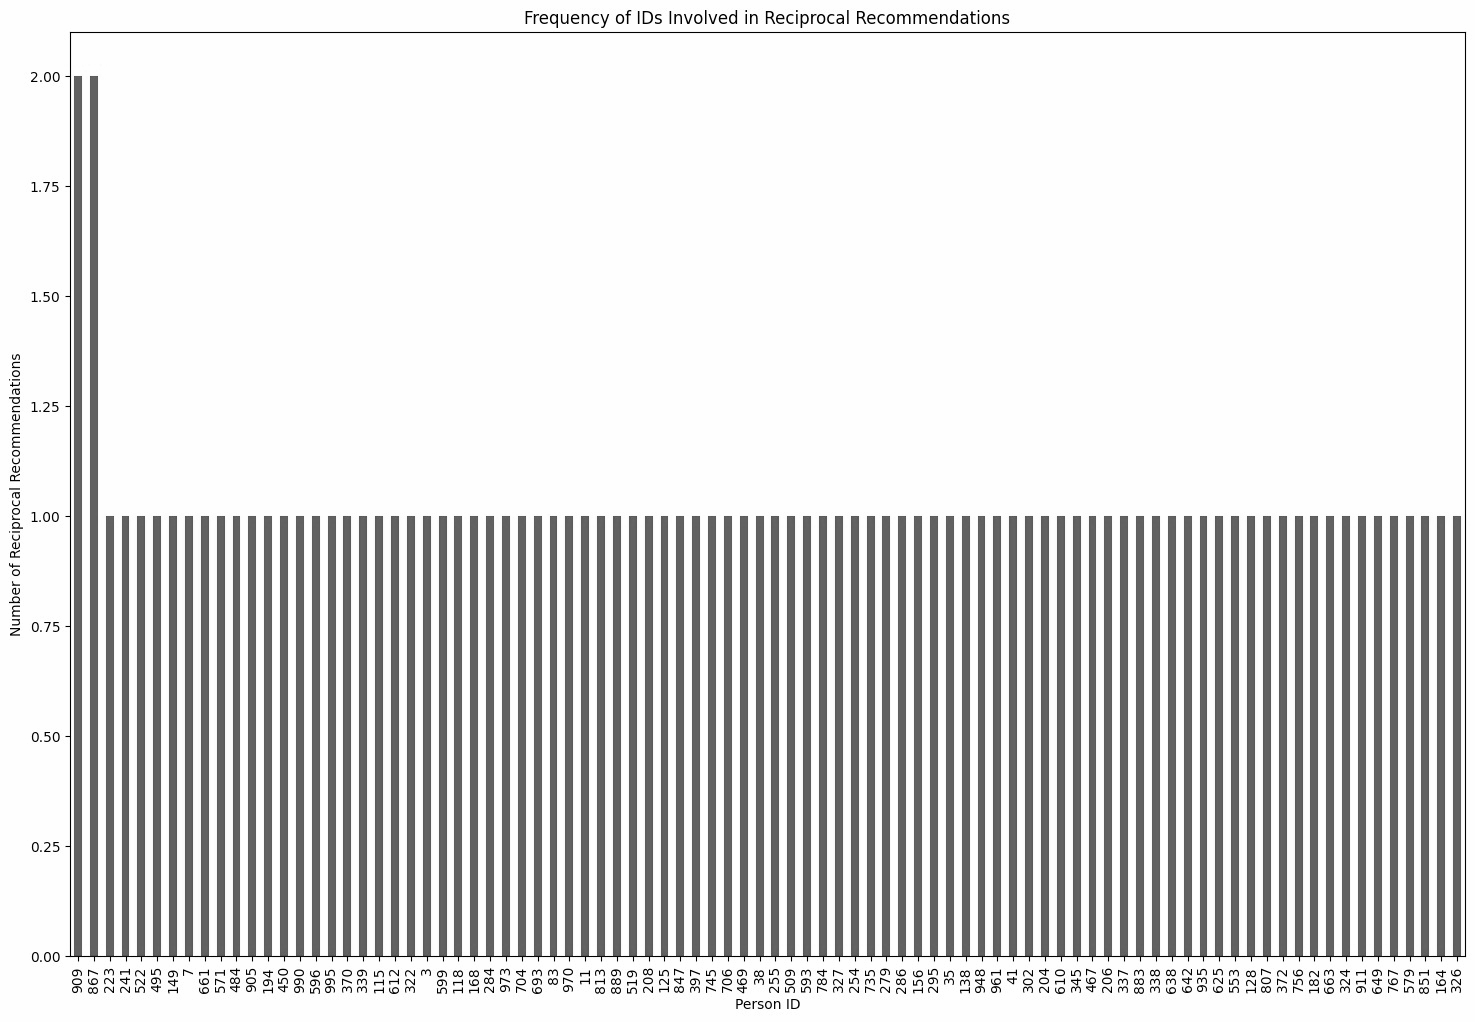 Frequency of IDs Involved in Reciprocal Recommendations
Number of Reciprocal Recommendations
2.00
1.75
1.50
1.25
1.00
0.75
0.50
0.25
0.00
909 867 223 241 522 495 149 7 661 571 484 905 194 450 990 596 995 370 339 115 612 322 3 599 118 168 284 973 704 693 83 970 11 813 889 519 208 125 847 397 745 706 469 38 255 509 593 784 327 254 735 279 286 156 295 35 138 948 961 41 302 204 610 345 467 206 337 883 338 638 642 935 625 553 128 807 372 756 182 663 324 911 649 767 579 851 164 326
Person ID